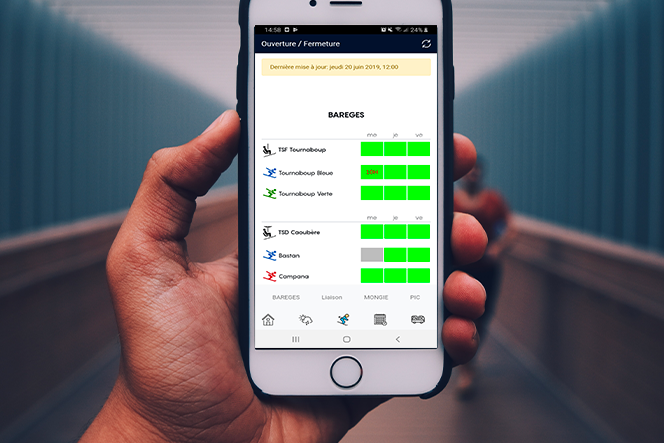 14:58 24%
Ouverture / Fermeture
Dernière mise à jour: jeudi 20 juin 2019, 12:00
BAREGES
me je ve
TSF Tournaboup
Tournaboup Bleue 30H
Tournaboup Verte
me je ve
TSD Caoubère
Bastan
Campana
BAREGES Liaison MONGIE PIC